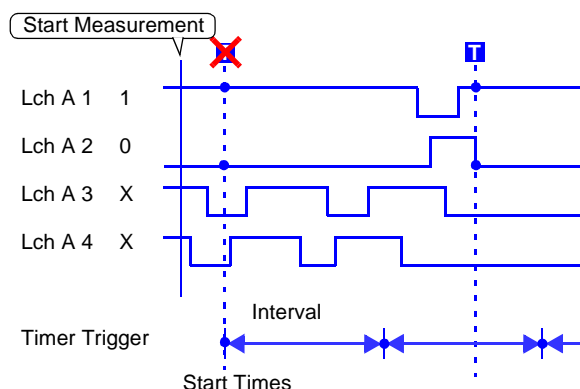 Start Measurement
T
Lch A 1 1
Lch A 2 0
Lch A 3 X
Lch A 4 X
Interval
Timer Trigger
Start Times